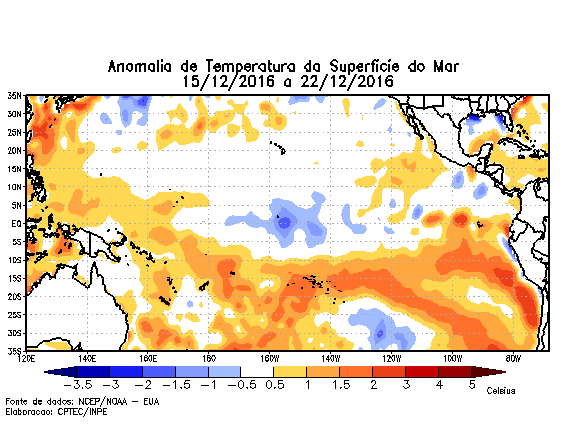 Anomalia de Temperatura da Superfície do Mar
15/12/2016 a 22/12/2016
35N
30N
25N
20N
15N
10N
5N
EQ
5S
10S
15S
20S
25S
30S
35S
120E 140E 160E 180 160W 140W 120W 100W 80W
−3.5 −3 −2 −1.5 −1 −0.5 0.5 1 1.5 2 3 4 5
Celsius
Fonte de dados: NCEP/NOAA − EUA
Elaboracao: CPTEC/INPE